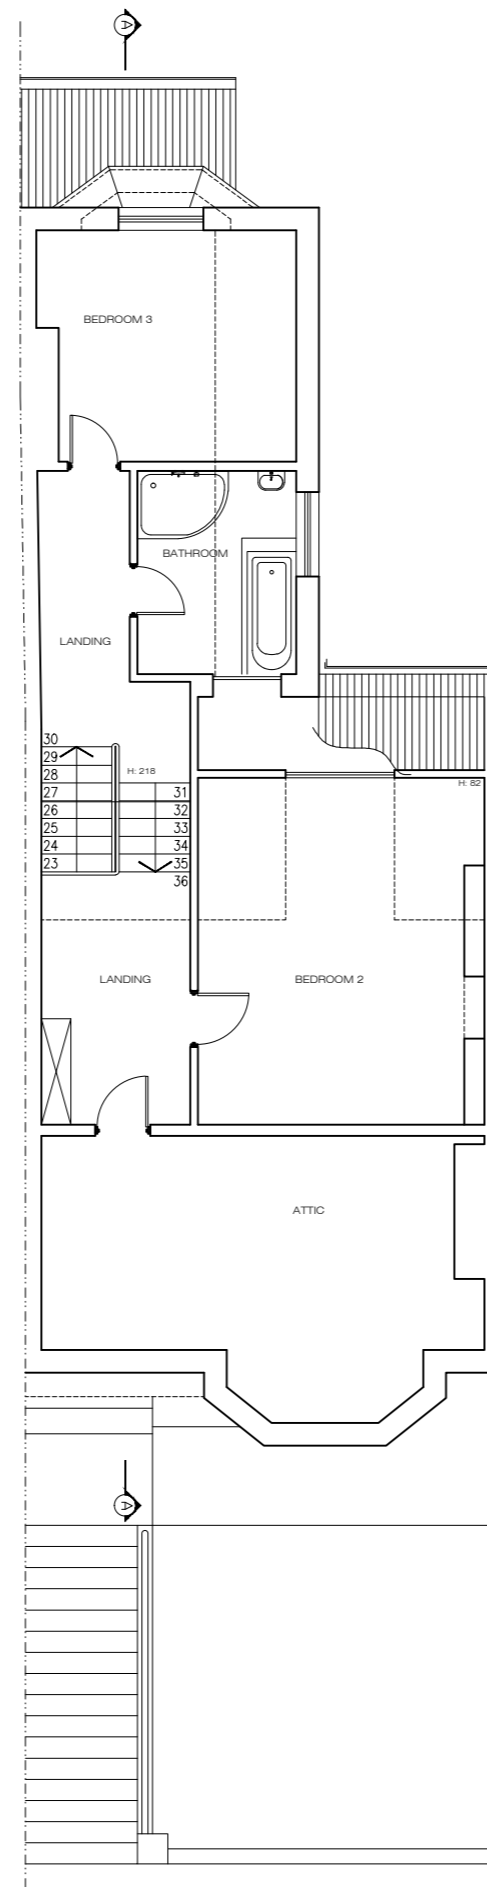 A
BEDROOM 3
BATHROOM
LANDING
30
29
28
27
26
25
24
23
H: 218
31
32
33
34
35
36
H: 82
LANDING
BEDROOM 2
ATTIC
A